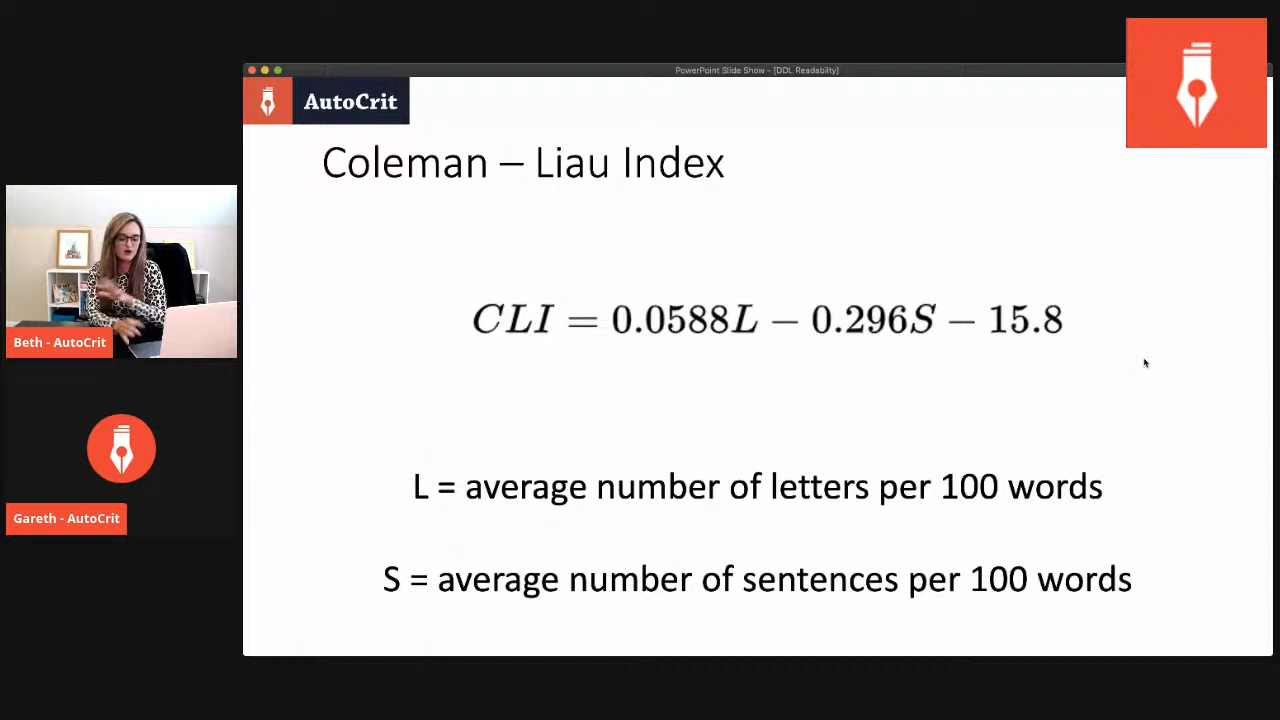 PowerPoint Slide Show - [DDL Readabilty]
AutoCrit
Coleman – Liau Index
CLI = 0.0588L − 0.296S − 15.8
L = average number of letters per 100 words
S = average number of sentences per 100 words
Beth - AutoCrit
Gareth - AutoCrit